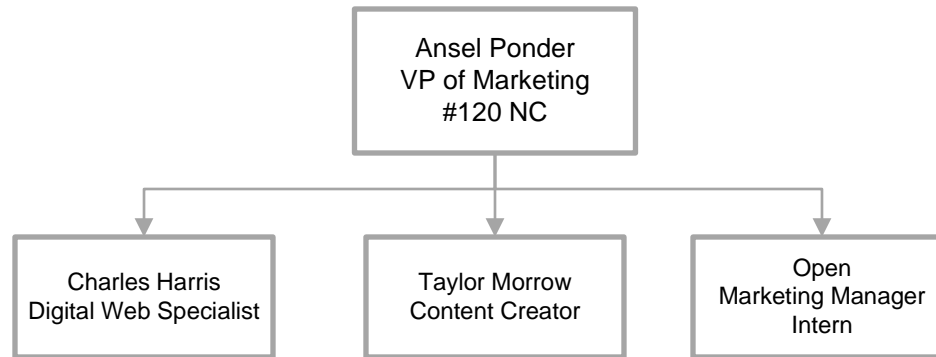 Ansel Ponder
VP of Marketing
#120 NC
Charles Harris
Digital Web Specialist
Taylor Morrow
Content Creator
Open
Marketing Manager
Intern